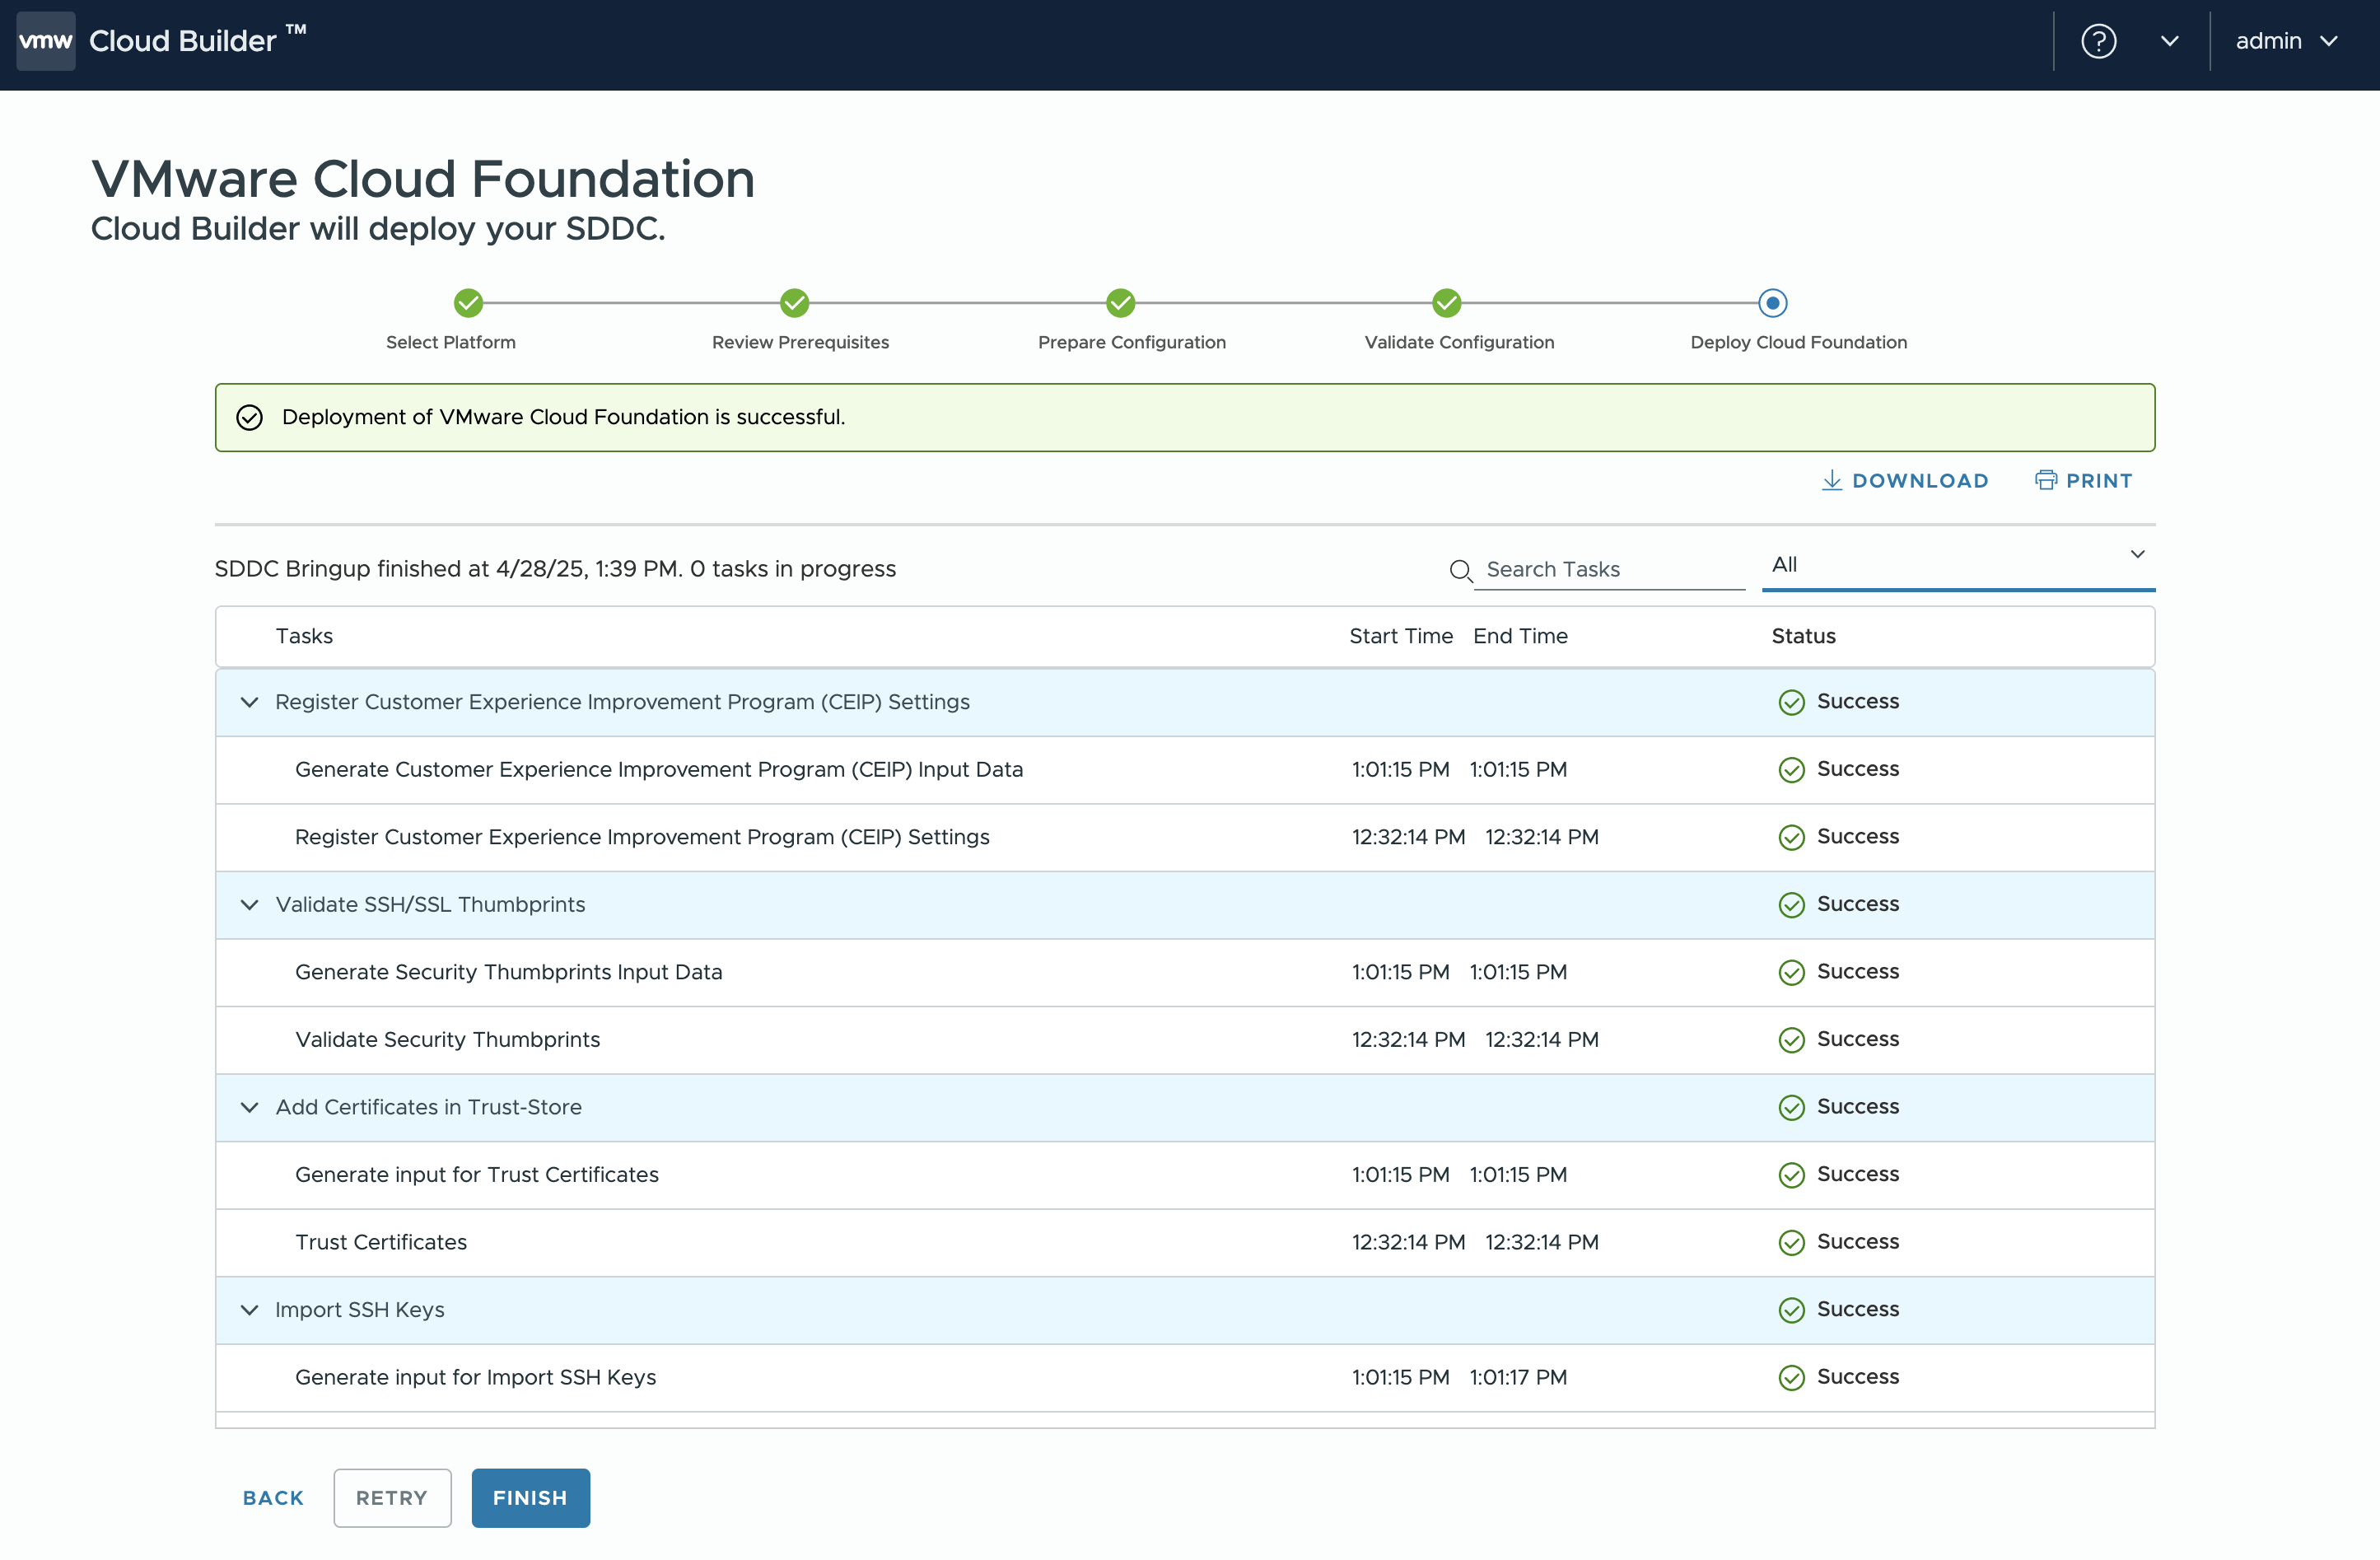 vmw Cloud Builder ™ admin
VMware Cloud Foundation
Cloud Builder will deploy your SDDC.
Select Platform Review Prerequisites Prepare Configuration Validate Configuration Deploy Cloud Foundation
Deployment of VMware Cloud Foundation is successful.
DOWNLOAD PRINT
SDDC Bringup finished at 4/28/25, 1:39 PM. 0 tasks in progress Search Tasks All
Tasks Start Time End Time Status
Register Customer Experience Improvement Program (CEIP) Settings Success
Generate Customer Experience Improvement Program (CEIP) Input Data 1:01:15 PM 1:01:15 PM Success
Register Customer Experience Improvement Program (CEIP) Settings 12:32:14 PM 12:32:14 PM Success
Validate SSH/SSL Thumbprints Success
Generate Security Thumbprints Input Data 1:01:15 PM 1:01:15 PM Success
Validate Security Thumbprints 12:32:14 PM 12:32:14 PM Success
Add Certificates in Trust-Store Success
Generate input for Trust Certificates 1:01:15 PM 1:01:15 PM Success
Trust Certificates 12:32:14 PM 12:32:14 PM Success
Import SSH Keys Success
Generate input for Import SSH Keys 1:01:15 PM 1:01:17 PM Success
BACK RETRY FINISH